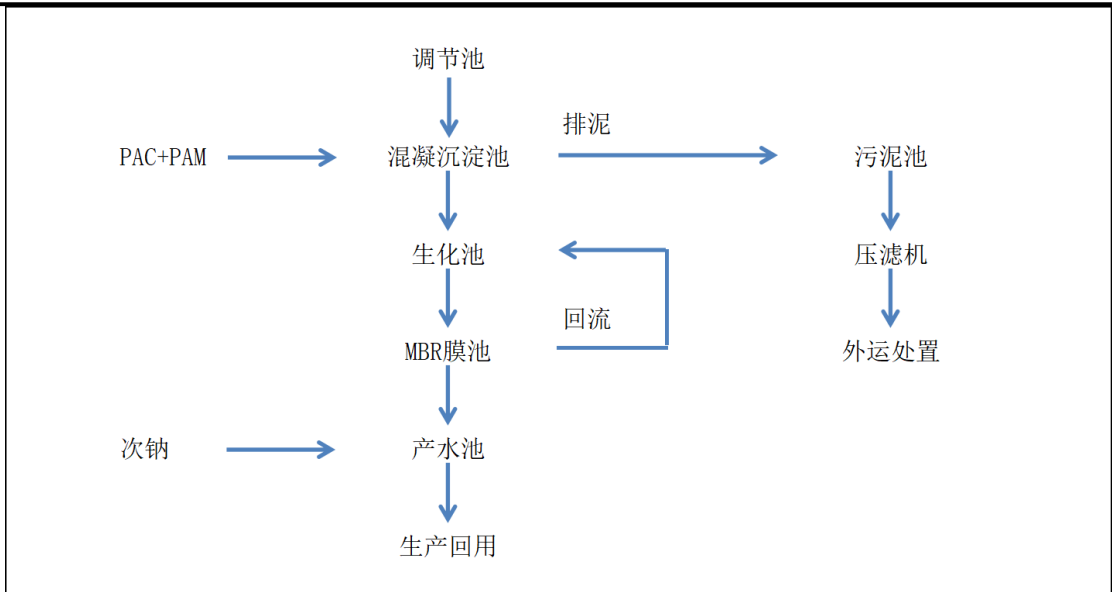 调节池
排泥
PAC+PAM
混凝沉淀池
污泥池
生化池
压滤机
回流
MBR膜池
外运处置
次钠
产水池
生产回用